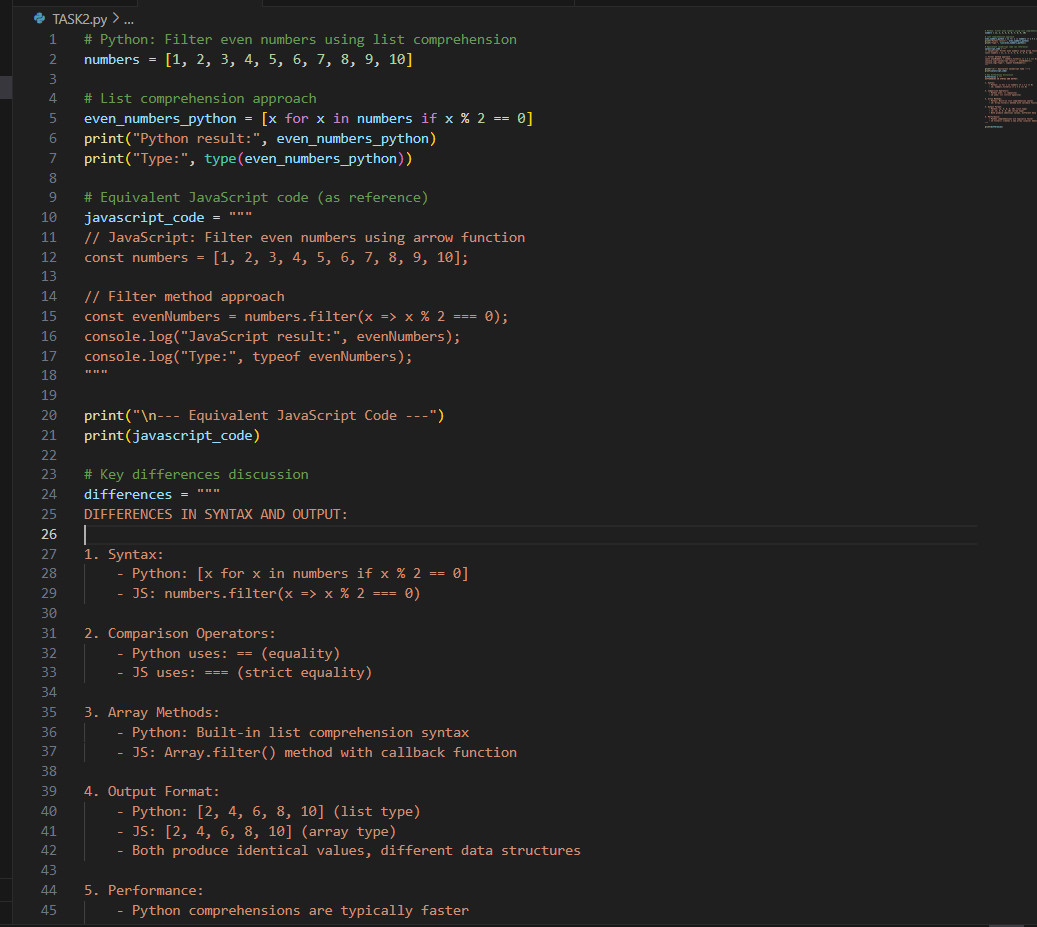 TASK2.py > ...
1 # Python: Filter even numbers using list comprehension
2 numbers = [1, 2, 3, 4, 5, 6, 7, 8, 9, 10]
3
4 # List comprehension approach
5 even_numbers_python = [x for x in numbers if x % 2 == 0]
6 print("Python result:", even_numbers_python)
7 print("Type:", type(even_numbers_python))
8
9 # Equivalent JavaScript code (as reference)
10 javascript_code = """
11 // JavaScript: Filter even numbers using arrow function
12 const numbers = [1, 2, 3, 4, 5, 6, 7, 8, 9, 10];
13
14 // Filter method approach
15 const evenNumbers = numbers.filter(x => x % 2 === 0);
16 console.log("JavaScript result:", evenNumbers);
17 console.log("Type:", typeof evenNumbers);
18 """
19
20 print("\n--- Equivalent JavaScript Code ---")
21 print(javascript_code)
22
23 # Key differences discussion
24 differences = """
25 DIFFERENCES IN SYNTAX AND OUTPUT:
26
27 1. Syntax:
28     - Python: [x for x in numbers if x % 2 == 0]
29     - JS: numbers.filter(x => x % 2 === 0)
30
31 2. Comparison Operators:
32     - Python uses: == (equality)
33     - JS uses: === (strict equality)
34
35 3. Array Methods:
36     - Python: Built-in list comprehension syntax
37     - JS: Array.filter() method with callback function
38
39 4. Output Format:
40     - Python: [2, 4, 6, 8, 10] (list type)
41     - JS: [2, 4, 6, 8, 10] (array type)
42     - Both produce identical values, different data structures
43
44 5. Performance:
45     - Python comprehensions are typically faster